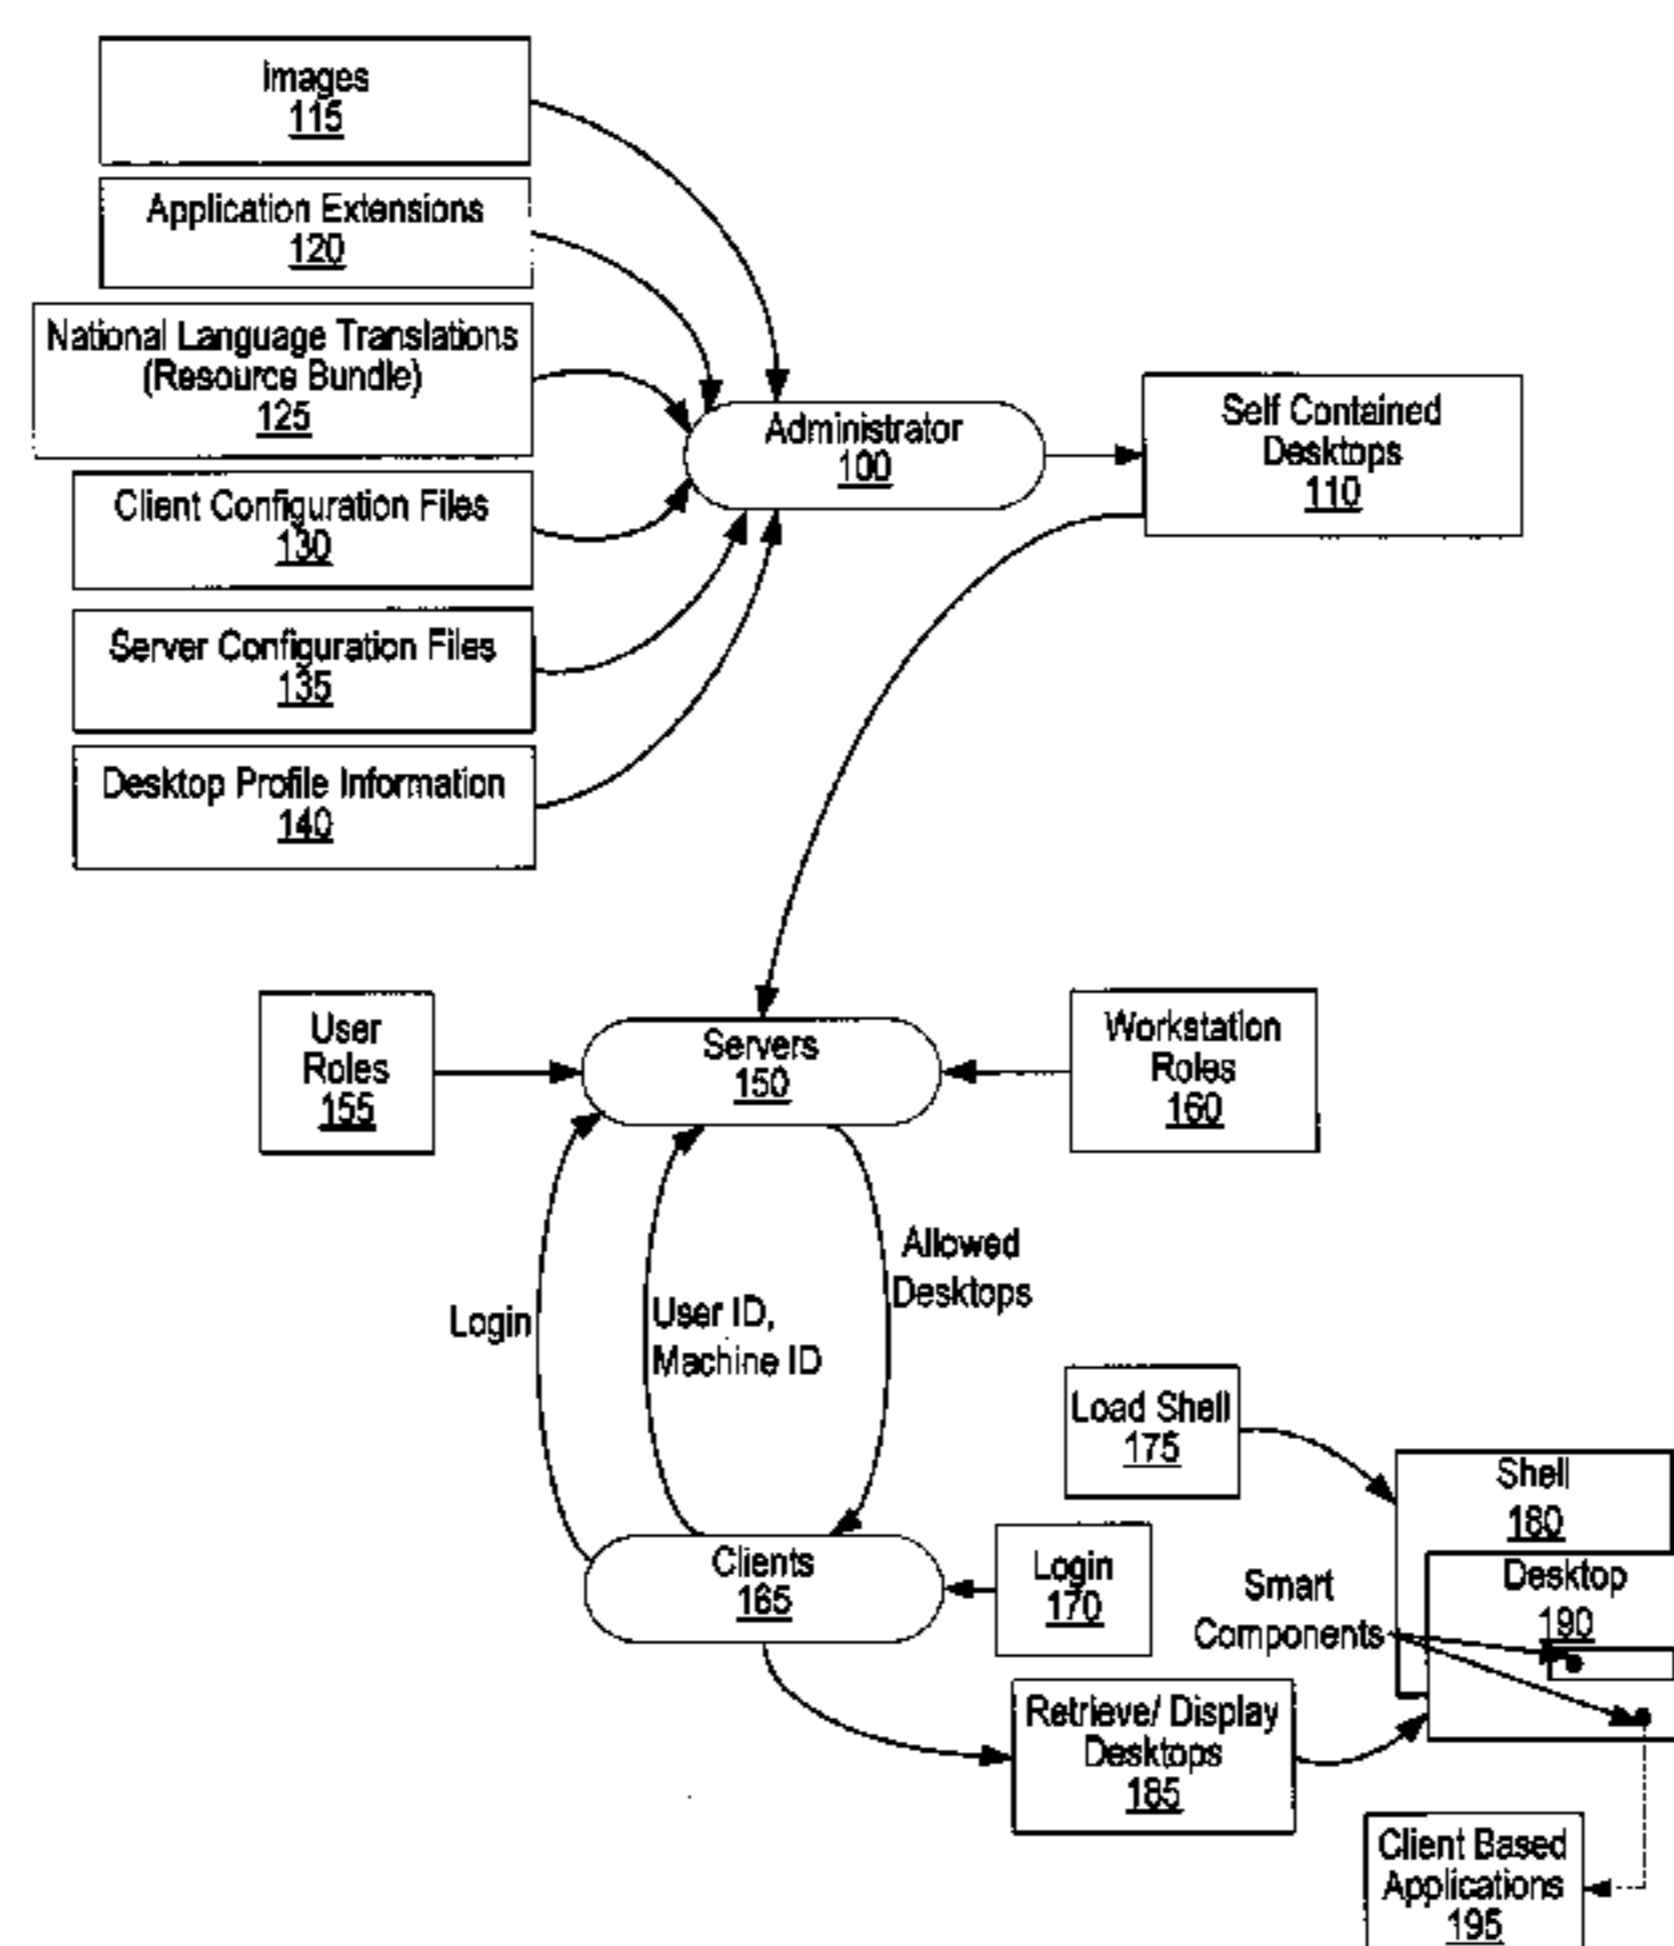 Images
115
Application Extensions
120
National Language Translations
(Resource Bundle)
125
Client Configuration Files
130
Server Configuration Files
135
Desktop Profile Information
140
Administrator
100
Self Contained
Desktops
110
User
Roles
155
Servers
150
Workstation
Roles
160
Login
User ID,
Machine ID
Allowed
Desktops
Clients
165
Login
170
Load Shell
175
Shell
180
Desktop
190
Smart
Components
Retrieve/ Display
Desktops
185
Client Based
Applications
195